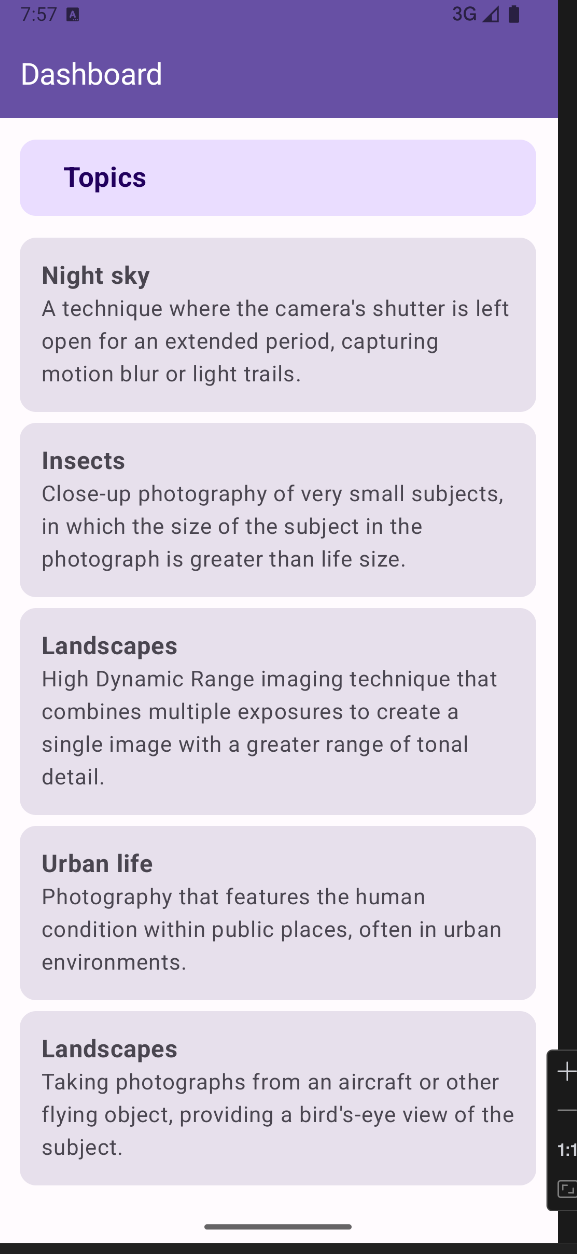 7:57 A
3G
Dashboard
Topics
Night sky
A technique where the camera's shutter is left
open for an extended period, capturing
motion blur or light trails.
Insects
Close-up photography of very small subjects,
in which the size of the subject in the
photograph is greater than life size.
Landscapes
High Dynamic Range imaging technique that
combines multiple exposures to create a
single image with a greater range of tonal
detail.
Urban life
Photography that features the human
condition within public places, often in urban
environments.
Landscapes
Taking photographs from an aircraft or other
flying object, providing a bird's-eye view of the
subject.
1:1